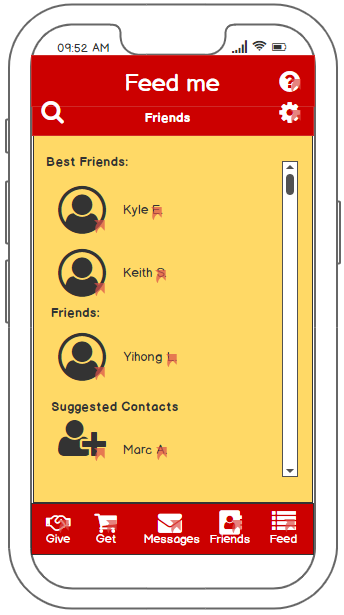 09:52 AM
Feed me
?
Friends
Best Friends:
Kyle E
Keith S
Friends:
Yihong L
Suggested Contacts
Marc A
Give Get Messages Friends Feed